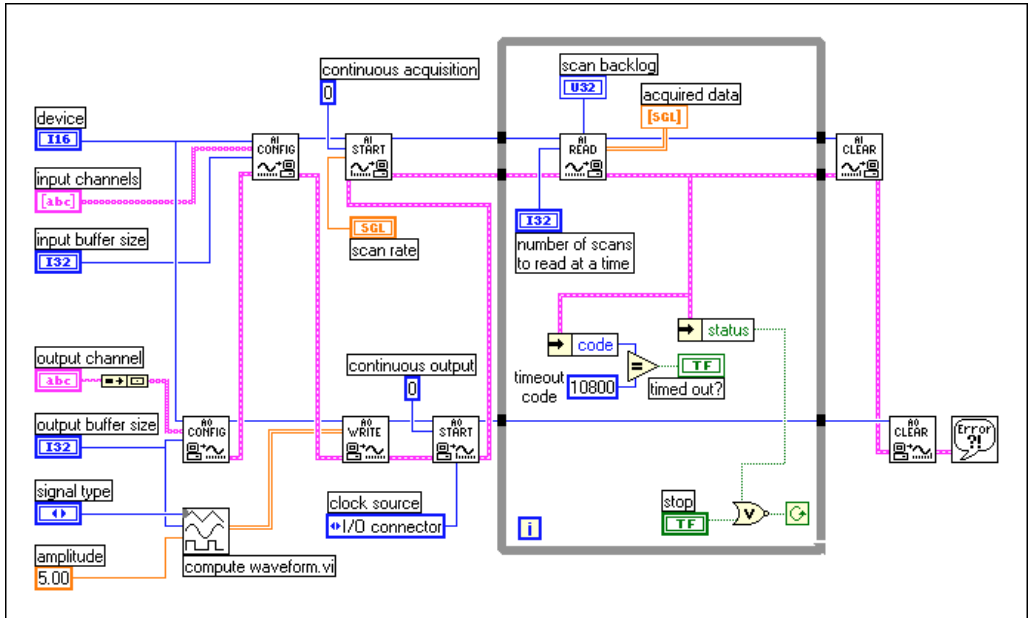 continuous acquisition
0
scan backlog
U32
acquired data
[SGL]
device
I16
AI
CONFIG
AI
START
AI
READ
AI
CLEAR
input channels
[abc]
input buffer size
I32
SGL
scan rate
I32
number of scans
to read at a time
code
status
timeout
code
10800
=
TF
timed out?
output channel
abc
continuous output
0
output buffer size
I32
AO
CONFIG
AO
WRITE
AO
START
AO
CLEAR
Error
?!
signal type
clock source
I/O connector
stop
TF
V
i
amplitude
5.00
compute waveform.vi